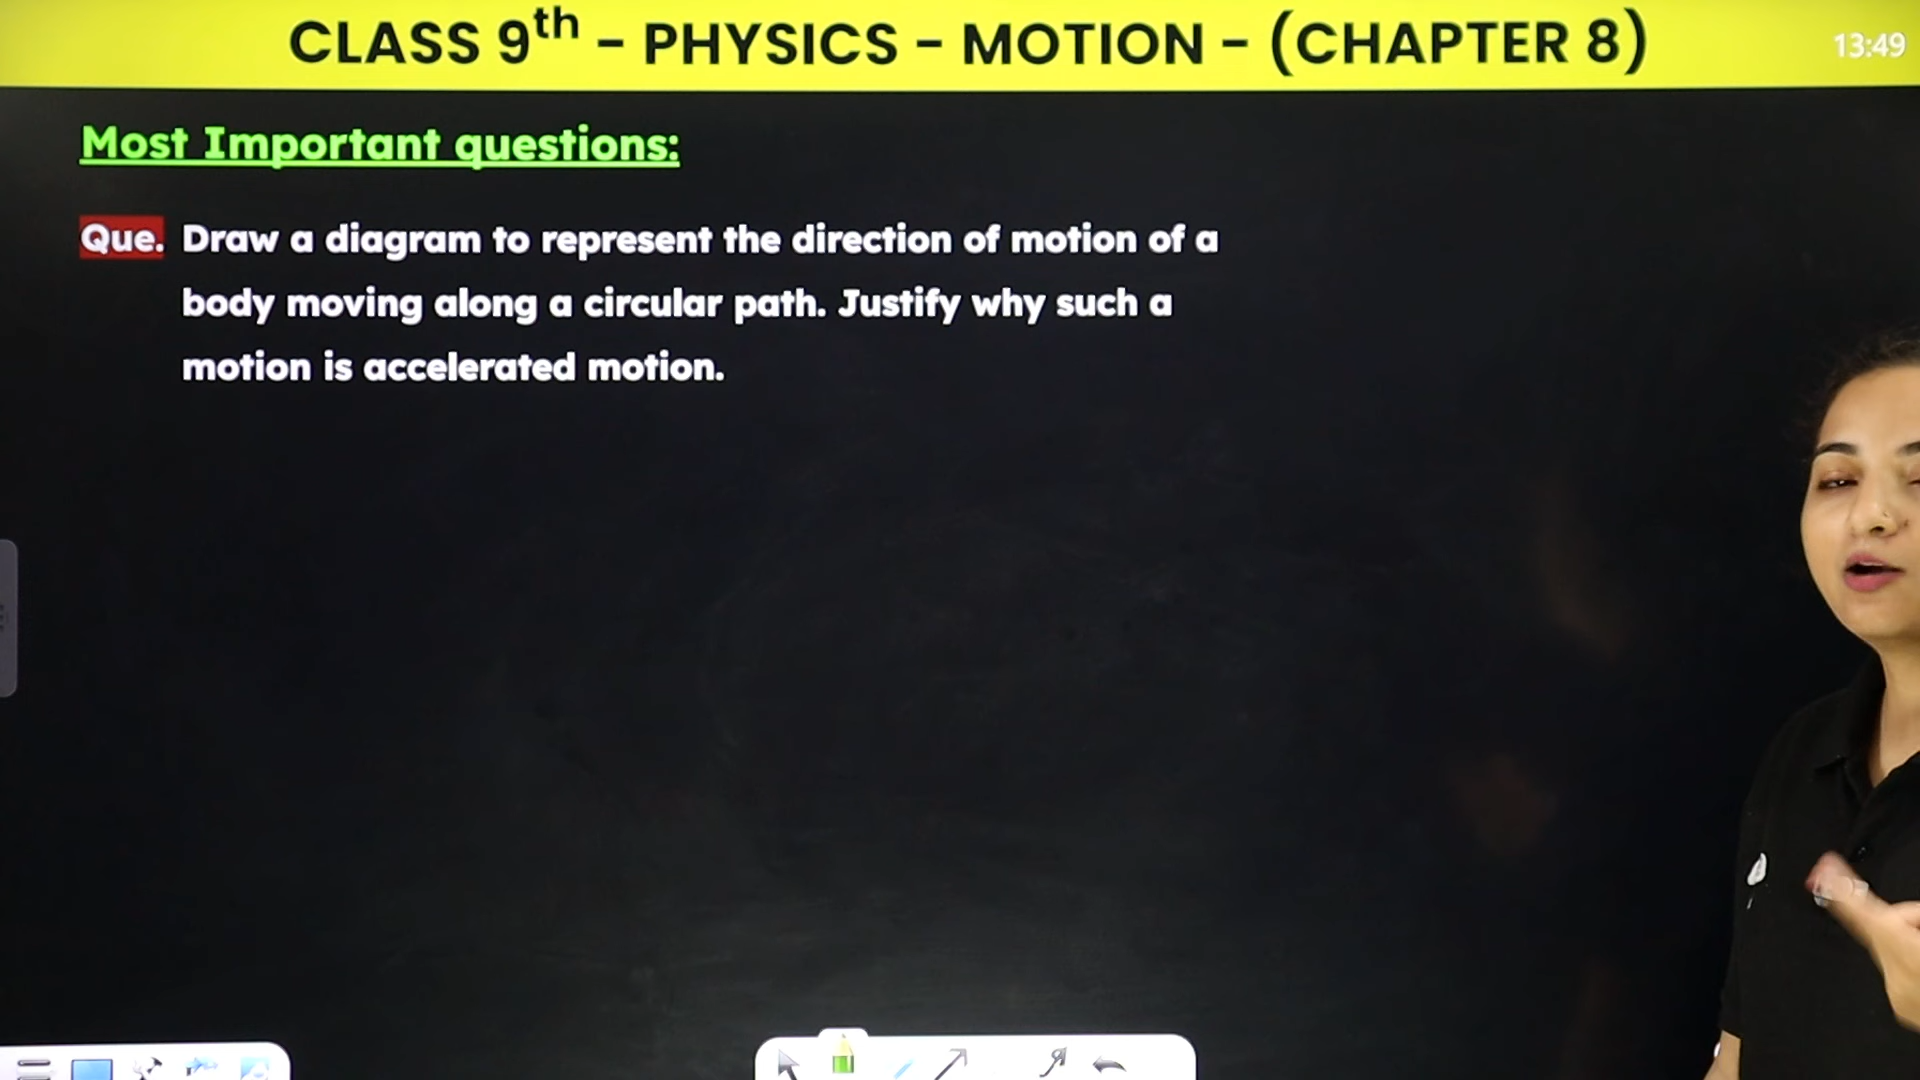 CLASS 9th - PHYSICS - MOTION - (CHAPTER 8)
13:49
Most Important questions:
Que. Draw a diagram to represent the direction of motion of a
body moving along a circular path. Justify why such a
motion is accelerated motion.